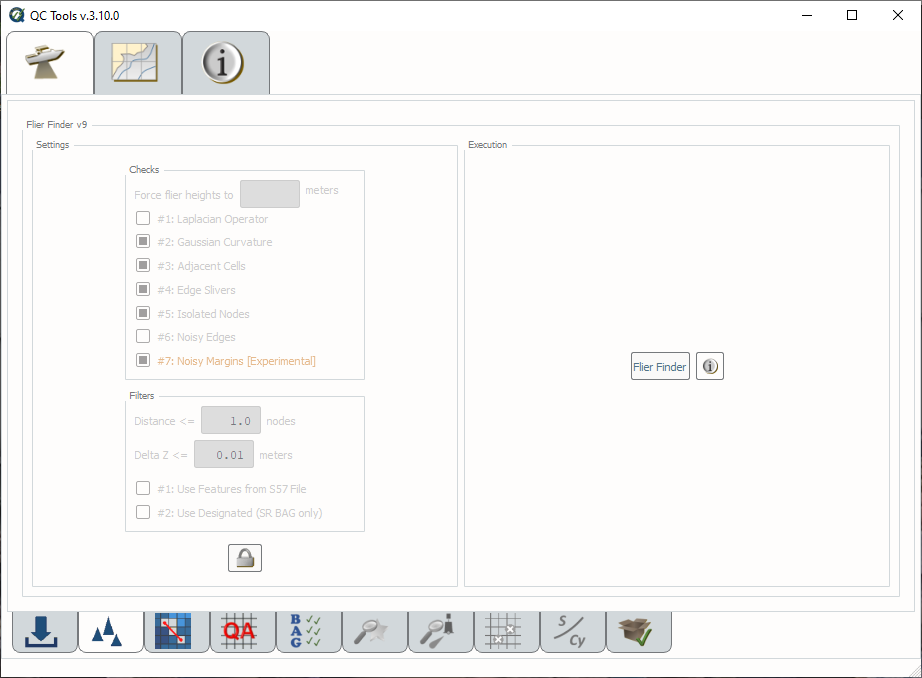 QC Tools v.3.10.0
i
Flier Finder v9
Settings
Checks
Force flier heights to meters
#1: Laplacian Operator
#2: Gaussian Curvature
#3: Adjacent Cells
#4: Edge Slivers
#5: Isolated Nodes
#6: Noisy Edges
#7: Noisy Margins [Experimental]
Filters
Distance <= 1.0 nodes
Delta Z <= 0.01 meters
#1: Use Features from S57 File
#2: Use Designated (SR BAG only)
Execution
Flier Finder i
QA
B
A
G
S
Cy